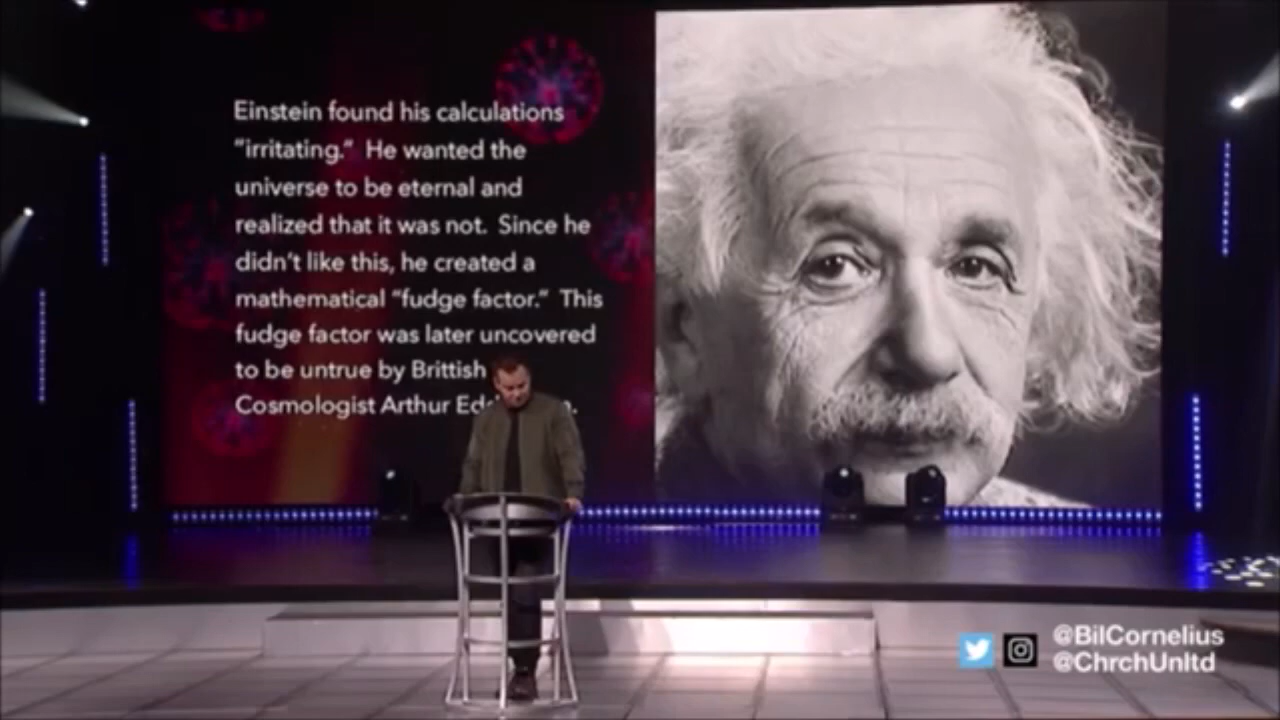 Einstein found his calculations
"irritating." He wanted the
universe to be eternal and
realized that it was not. Since he
didn't like this, he created a
mathematical "fudge factor." This
fudge factor was later uncovered
to be untrue by Brittish
Cosmologist Arthur
@BilCornelius
@ChrchUnltd